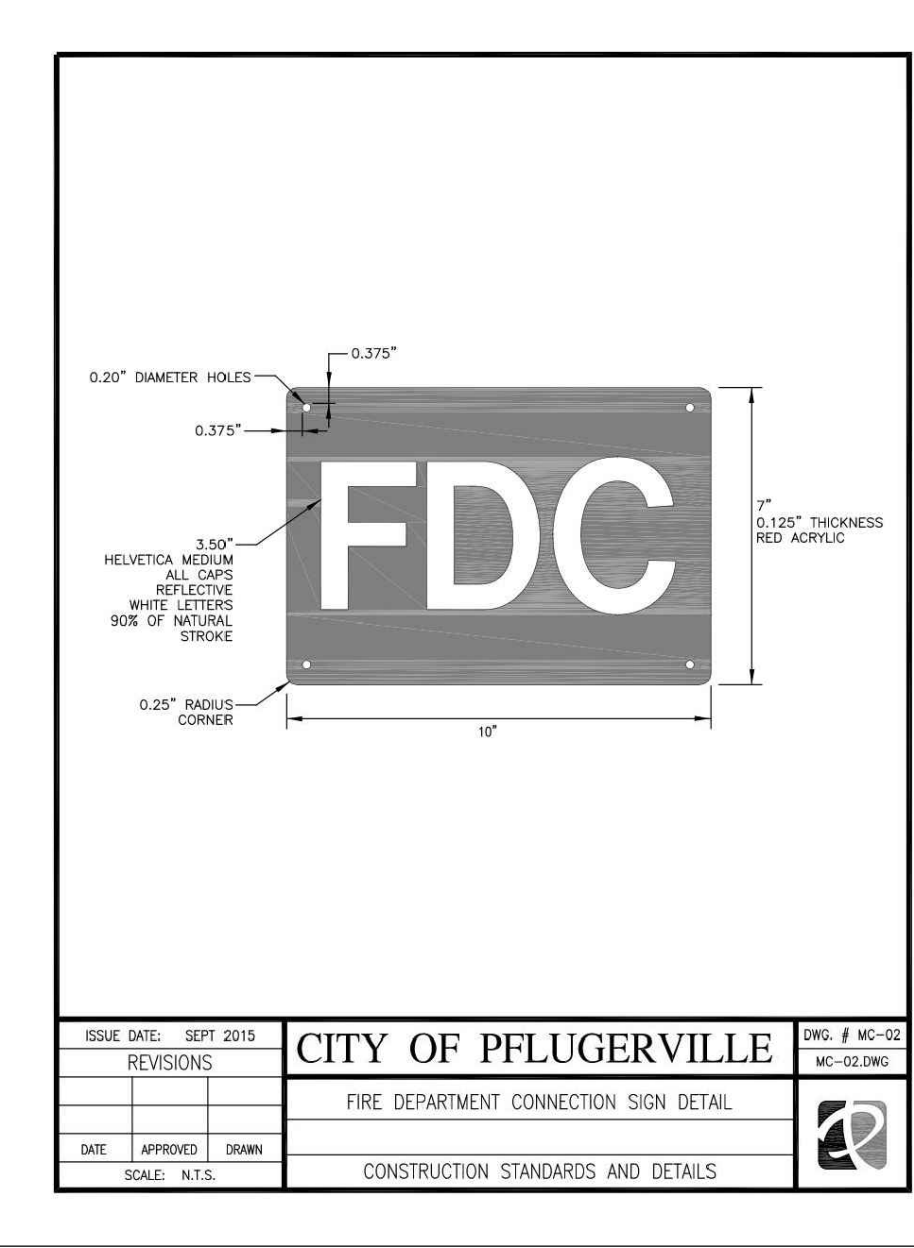 0.375"
0.20" DIAMETER HOLES
0.375"
FDC
7"
0.125" THICKNESS
RED ACRYLIC
3.50"
HELVETICA MEDIUM
ALL CAPS
REFLECTIVE
WHITE LETTERS
90% OF NATURAL
STROKE
0.25" RADIUS
CORNER
10"
ISSUE DATE: SEPT 2015
REVISIONS
DATE APPROVED DRAWN
SCALE: N.T.S.
CITY OF PFLUGERVILLE
FIRE DEPARTMENT CONNECTION SIGN DETAIL
CONSTRUCTION STANDARDS AND DETAILS
DWG. # MC-02
MC-02.DWG